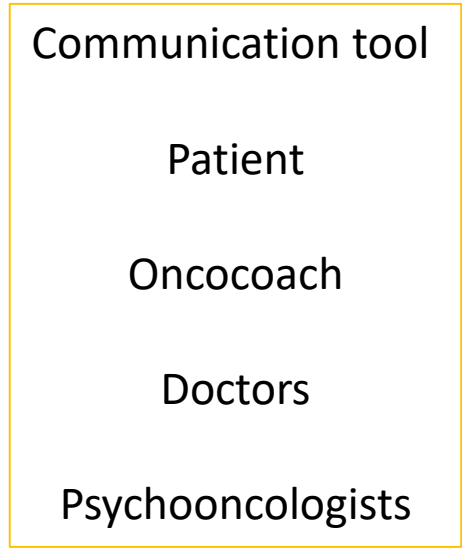 Communication tool
Patient
Oncocoach
Doctors
Psychooncologists